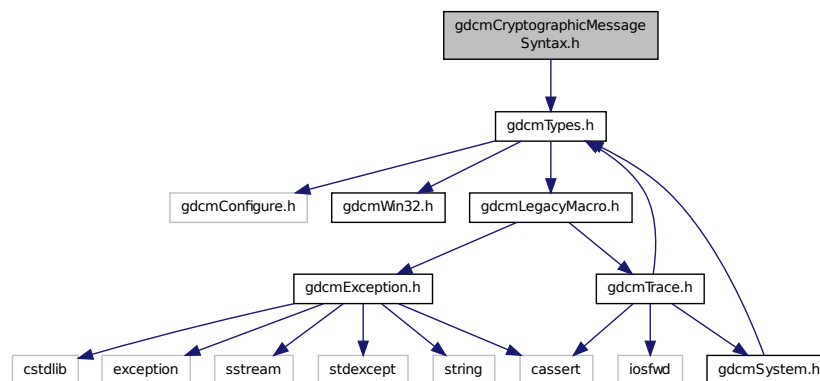 gdcmCryptographicMessage
Syntax.h
gdcmTypes.h
gdcmConfigure.h
gdcmWin32.h
gdcmLegacyMacro.h
gdcmException.h
gdcmTrace.h
cstdlib
exception
sstream
stdexcept
string
cassert
iosfwd
gdcmSystem.h